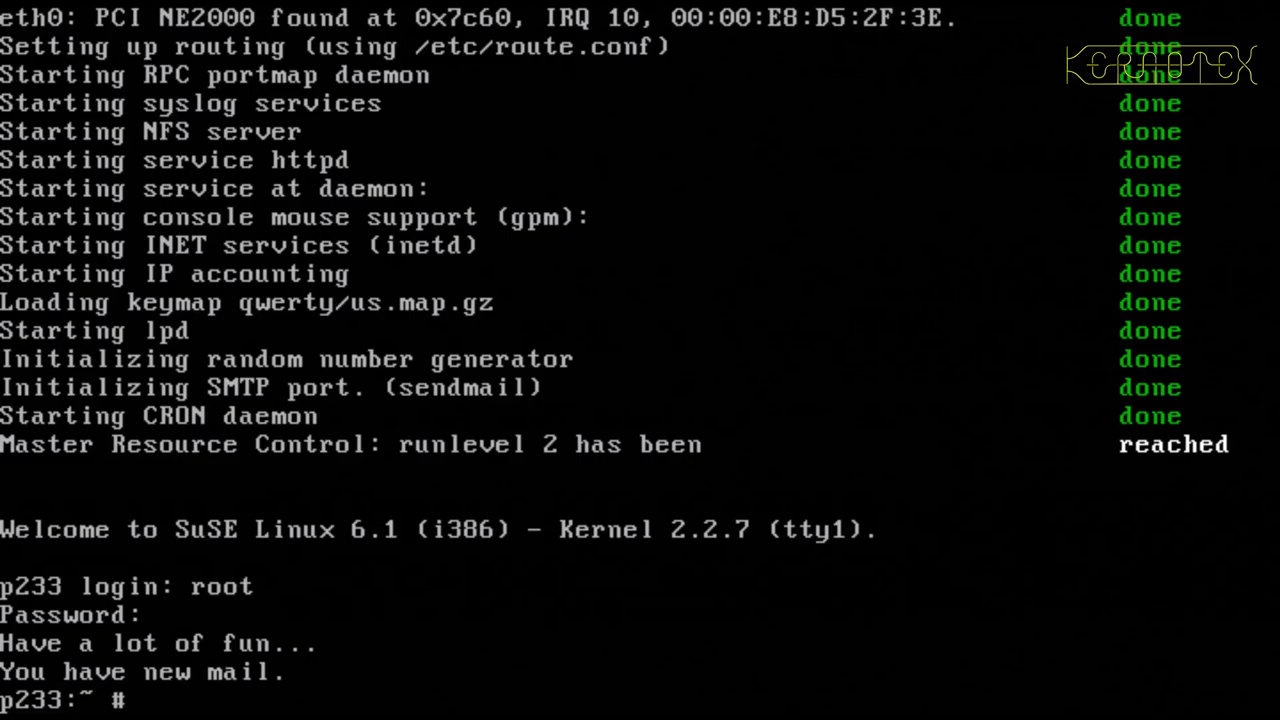 eth0: PCI NE2000 found at 0x7c60, IRQ 10, 00:00:E8:D5:2F:3E. done
Setting up routing (using /etc/route.conf) done
Starting RPC portmap daemon done
Starting syslog services done
Starting NFS server done
Starting service httpd done
Starting service at daemon: done
Starting console mouse support (gpm): done
Starting INET services (inetd) done
Starting IP accounting done
Loading keymap qwerty/us.map.gz done
Starting lpd done
Initializing random number generator done
Initializing SMTP port. (sendmail) done
Starting CRON daemon done
Master Resource Control: runlevel 2 has been reached
Welcome to SuSE Linux 6.1 (i386) - Kernel 2.2.7 (tty1).
p233 login: root
Password:
Have a lot of fun...
You have new mail.
p233:~ #